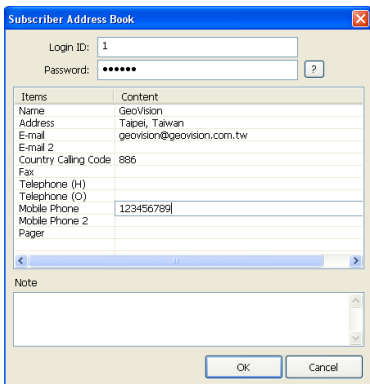 Subscriber Address Book
Login ID: 1
Password: ●●●●●● ?
Items Content
Name GeoVision
Address Taipei, Taiwan
E-mail geovision@geovision.com.tw
E-mail 2
Country Calling Code 886
Fax
Telephone (H)
Telephone (O)
Mobile Phone 123456789
Mobile Phone 2
Pager
Note
OK Cancel